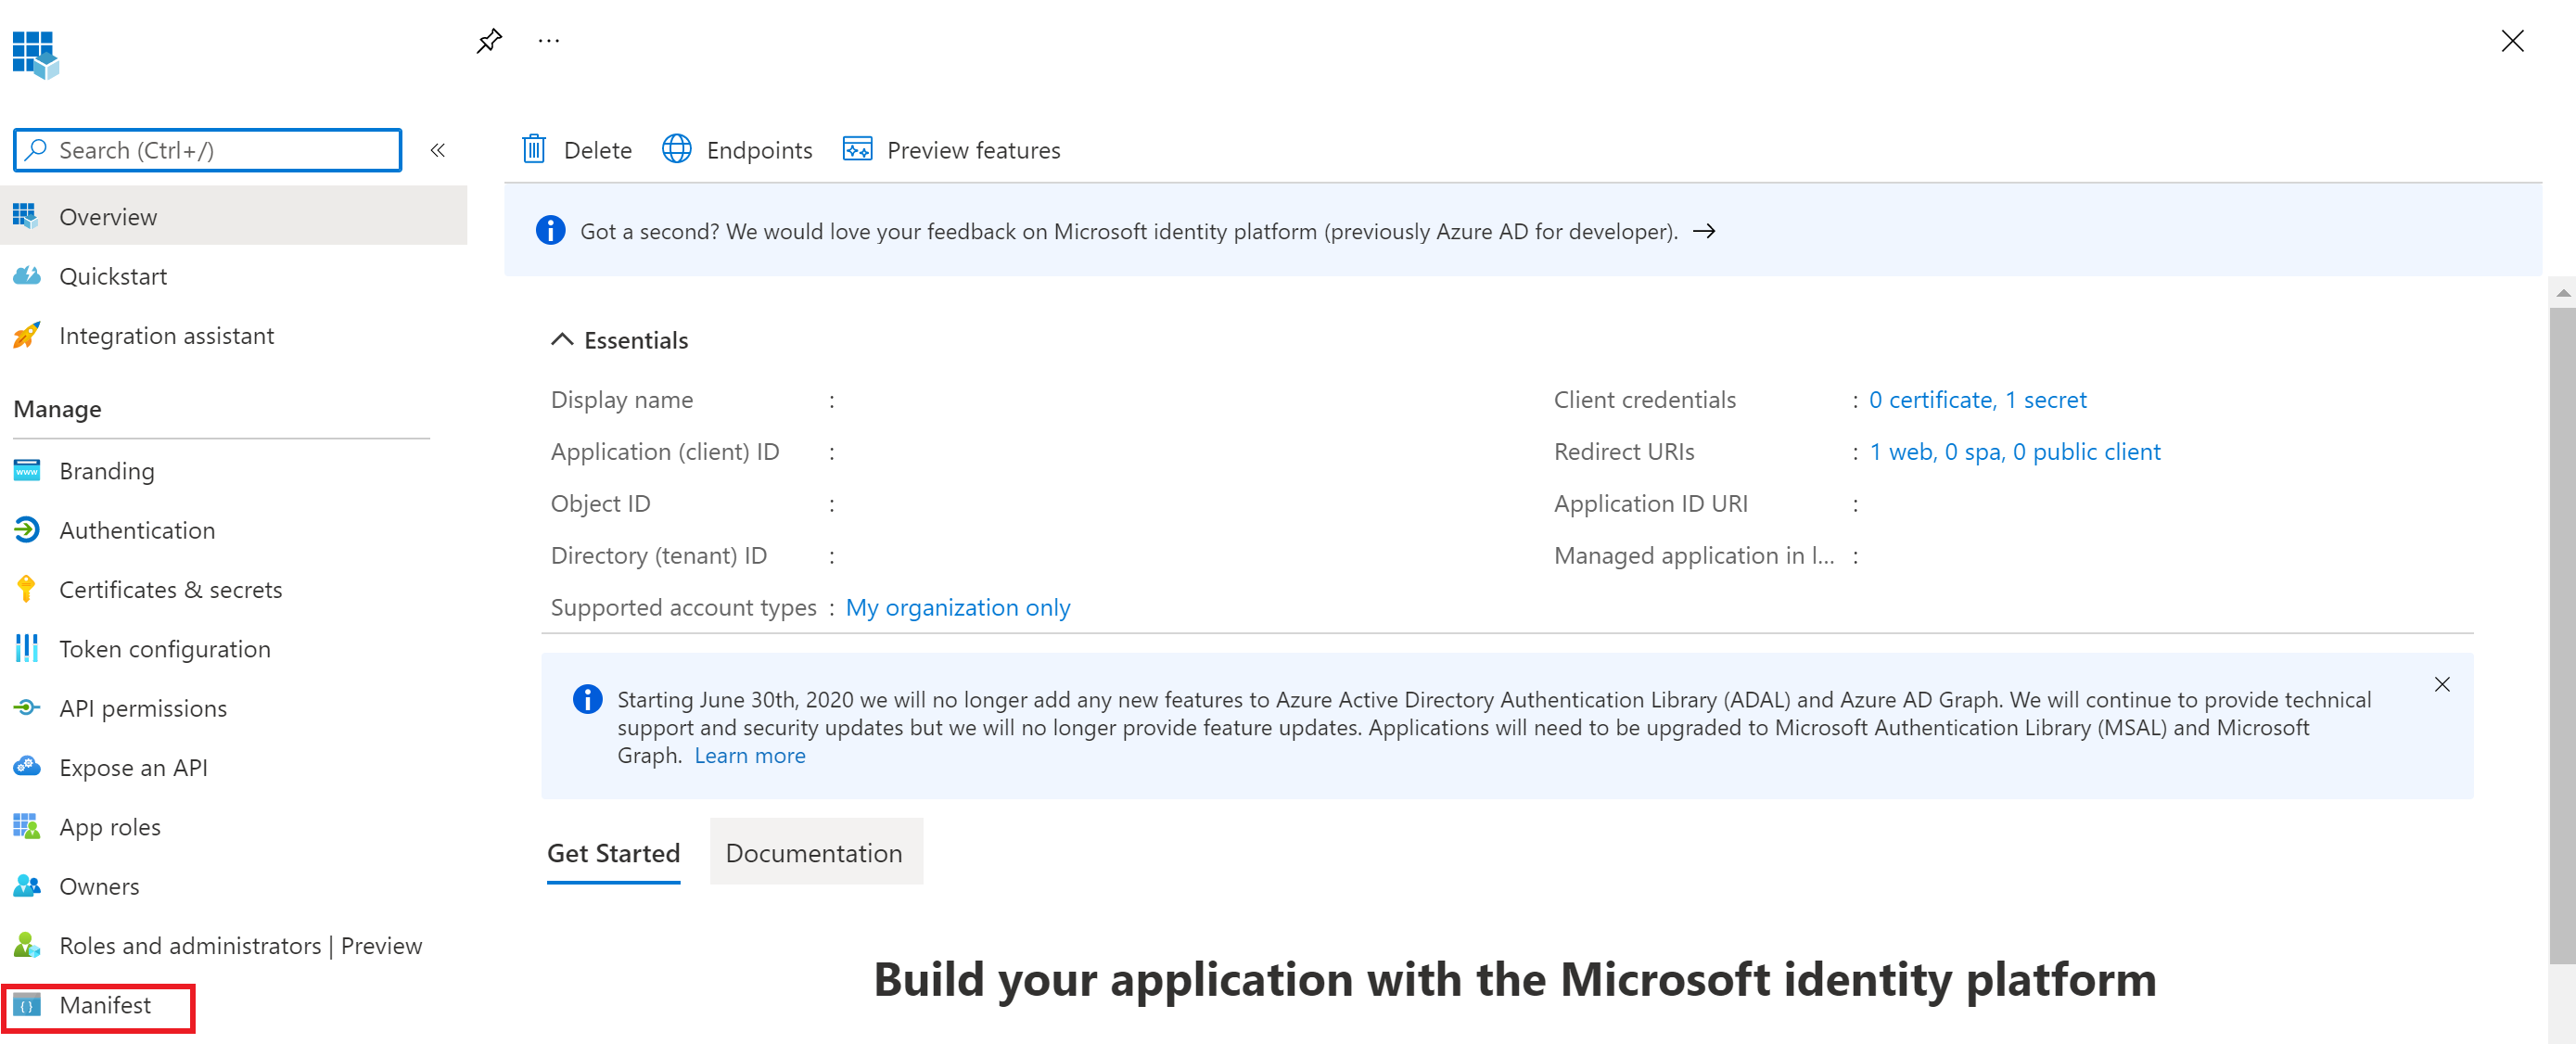 Search (Ctrl+/)
«
Overview
Quickstart
Integration assistant
Manage
Branding
Authentication
Certificates & secrets
Token configuration
API permissions
Expose an API
App roles
Owners
Roles and administrators | Preview
Manifest
...
Delete
Endpoints
Preview features
Got a second? We would love your feedback on Microsoft identity platform (previously Azure AD for developer). →
Essentials
Display name :
Application (client) ID :
Object ID :
Directory (tenant) ID :
Supported account types : My organization only
Client credentials : 0 certificate, 1 secret
Redirect URIs : 1 web, 0 spa, 0 public client
Application ID URI :
Managed application in l... :
Starting June 30th, 2020 we will no longer add any new features to Azure Active Directory Authentication Library (ADAL) and Azure AD Graph. We will continue to provide technical
support and security updates but we will no longer provide feature updates. Applications will need to be upgraded to Microsoft Authentication Library (MSAL) and Microsoft
Graph. Learn more
Get Started
Documentation
Build your application with the Microsoft identity platform